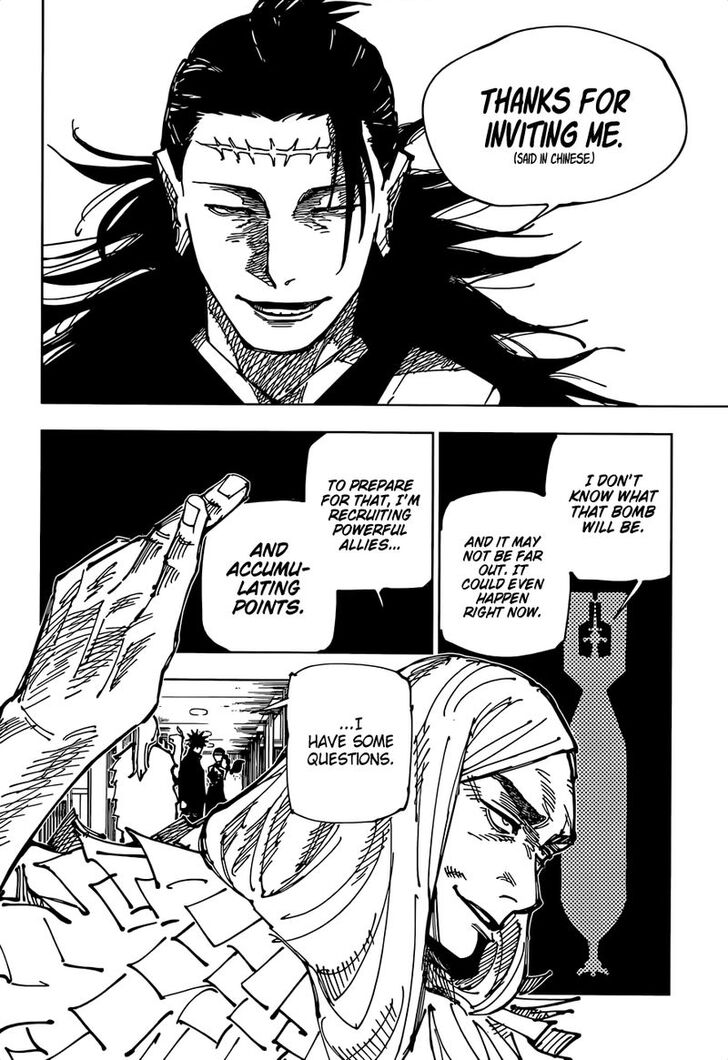 THANKS FOR
INVITING ME.
(SAID IN CHINESE.)
I DON'T
KNOW WHAT
THAT BOMB
WILL BE.
AND IT MAY
NOT BE FAR
OUT. IT
COULD EVEN
HAPPEN
RIGHT NOW.
TO PREPARE
FOR THAT, I'M
RECRUITING
POWERFUL
ALLIES...
AND
ACCUMU-
LATING
POINTS.
...I
HAVE SOME
QUESTIONS.